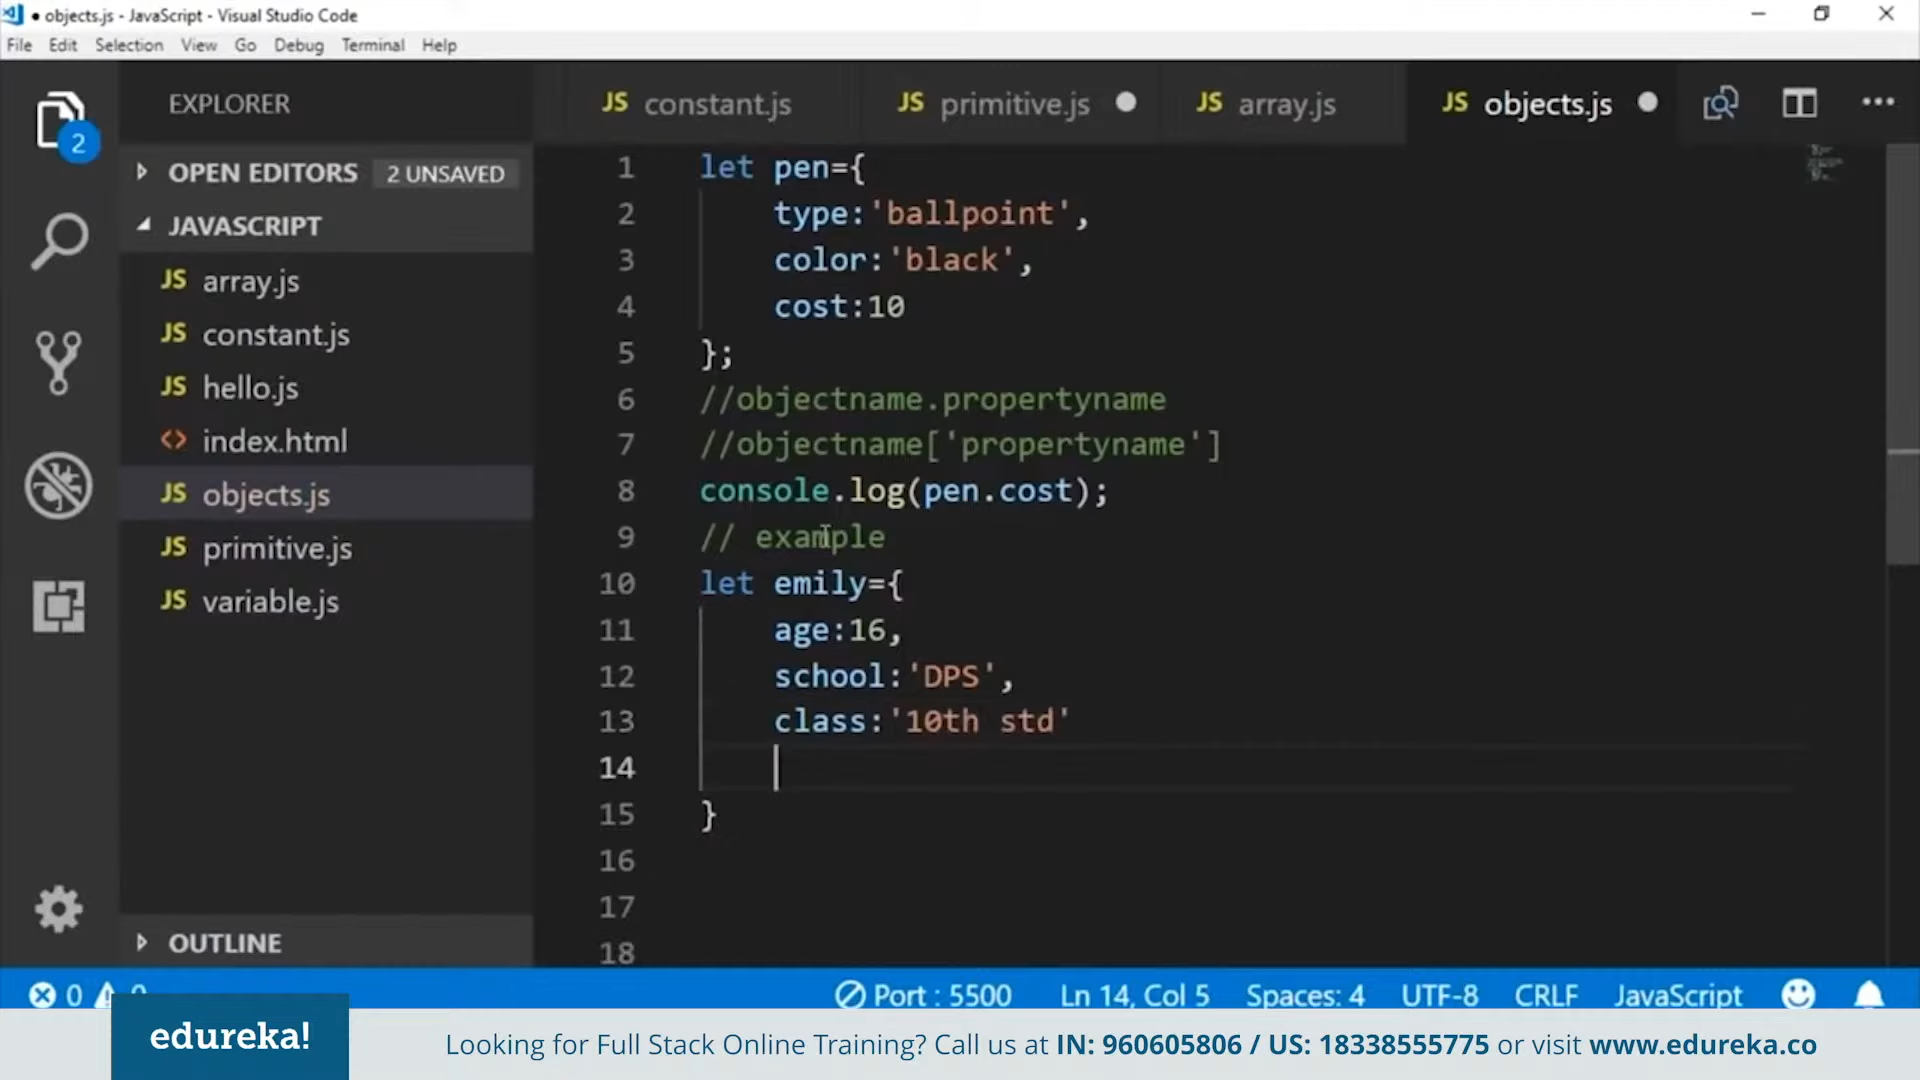 objects.js - JavaScript - Visual Studio Code
File Edit Selection View Go Debug Terminal Help
EXPLORER
JS constant.js JS primitive.js JS array.js JS objects.js
2
OPEN EDITORS 2 UNSAVED
JAVASCRIPT
JS array.js
JS constant.js
JS hello.js
<> index.html
JS objects.js
JS primitive.js
JS variable.js
OUTLINE
1 let pen={
2 type:'ballpoint',
3 color:'black',
4 cost:10
5 };
6 //objectname.propertyname
7 //objectname['propertyname']
8 console.log(pen.cost);
9 // example
10 let emily={
11 age:16,
12 school:'DPS',
13 class:'10th std'
14
15 }
16
17
18
0 0 Port : 5500 Ln 14, Col 5 Spaces: 4 UTF-8 CRLF JavaScript
edureka!
Looking for Full Stack Online Training? Call us at IN: 960605806 / US: 18338555775 or visit www.edureka.co